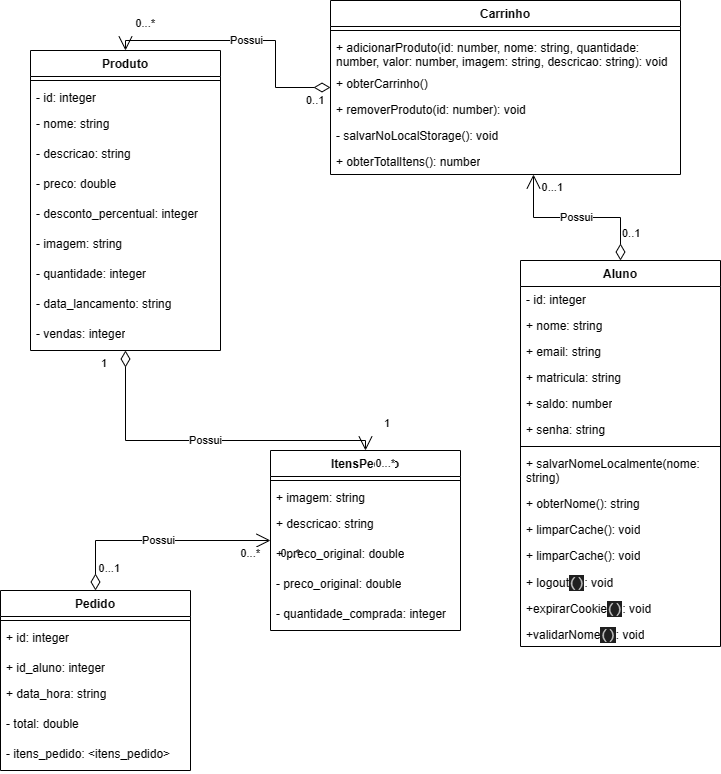 Carrinho
+ adicionarProduto(id: number, nome: string, quantidade:
number, valor: number, imagem: string, descricao: string): void
+ obterCarrinho()
+ removerProduto(id: number): void
- salvarNoLocalStorage(): void
+ obterTotalItens(): number
0...*
Possui
0..1
Produto
- id: integer
- nome: string
- descricao: string
- preco: double
- desconto_percentual: integer
- imagem: string
- quantidade: integer
- data_lancamento: string
- vendas: integer
0...1
Possui
0..1
Aluno
- id: integer
+ nome: string
+ email: string
+ matricula: string
+ saldo: number
+ senha: string
+ salvarNomeLocalmente(nome:
string)
+ obterNome(): string
+ limparCache(): void
+ limparCache(): void
+ logout(): void
+expirarCookie(): void
+validarNome(): void
1
Possui
1
0...*
+ imagem: string
+ descricao: string
+ preco_original: double
- preco_original: double
- quantidade_comprada: integer
Possui
0...*
0...1
Pedido
+ id: integer
+ id_aluno: integer
+ data_hora: string
- total: double
- itens_pedido: <itens_pedido>